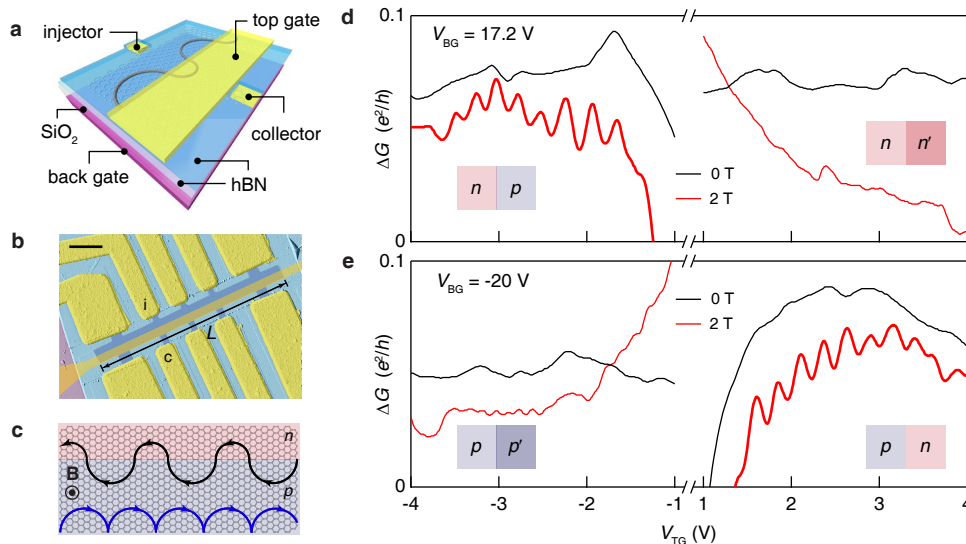 a
top gate
injector
SiO2
collector
back gate
hBN
b
i
L
c
c
n
B
p
d
0.1
VBG = 17.2 V
ΔG (e²/h)
n p
n n′
0 T
2 T
0
e
0.1
VBG = -20 V
ΔG (e²/h)
0 T
2 T
p p′
p n
0
-4 -3 -2 -1 1 2 3 4
VTG (V)